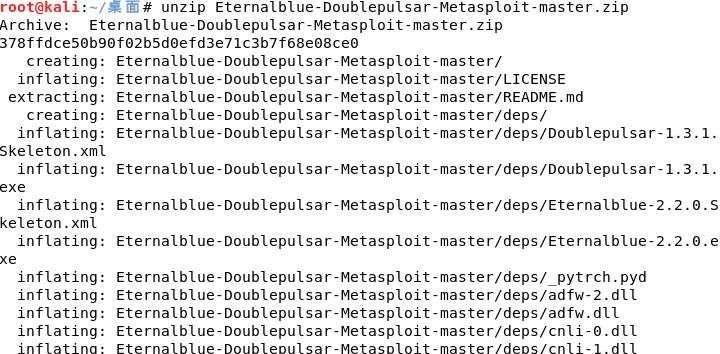 root@kali:~/桌面# unzip Eternalblue-Doublepulsar-Metasploit-master.zip
Archive:  Eternalblue-Doublepulsar-Metasploit-master.zip
378ffdce50b90f02b5d0efd3e71c3b7f68e08ce0
   creating: Eternalblue-Doublepulsar-Metasploit-master/
  inflating: Eternalblue-Doublepulsar-Metasploit-master/LICENSE
 extracting: Eternalblue-Doublepulsar-Metasploit-master/README.md
   creating: Eternalblue-Doublepulsar-Metasploit-master/deps/
  inflating: Eternalblue-Doublepulsar-Metasploit-master/deps/Doublepulsar-1.3.1.
Skeleton.xml
  inflating: Eternalblue-Doublepulsar-Metasploit-master/deps/Doublepulsar-1.3.1.
exe
  inflating: Eternalblue-Doublepulsar-Metasploit-master/deps/Eternalblue-2.2.0.S
keleton.xml
  inflating: Eternalblue-Doublepulsar-Metasploit-master/deps/Eternalblue-2.2.0.e
xe
  inflating: Eternalblue-Doublepulsar-Metasploit-master/deps/_pytrch.pyd
  inflating: Eternalblue-Doublepulsar-Metasploit-master/deps/adfw-2.dll
  inflating: Eternalblue-Doublepulsar-Metasploit-master/deps/adfw.dll
  inflating: Eternalblue-Doublepulsar-Metasploit-master/deps/cnli-0.dll
  inflating: Eternalblue-Doublepulsar-Metasploit-master/deps/cnli-1.dll